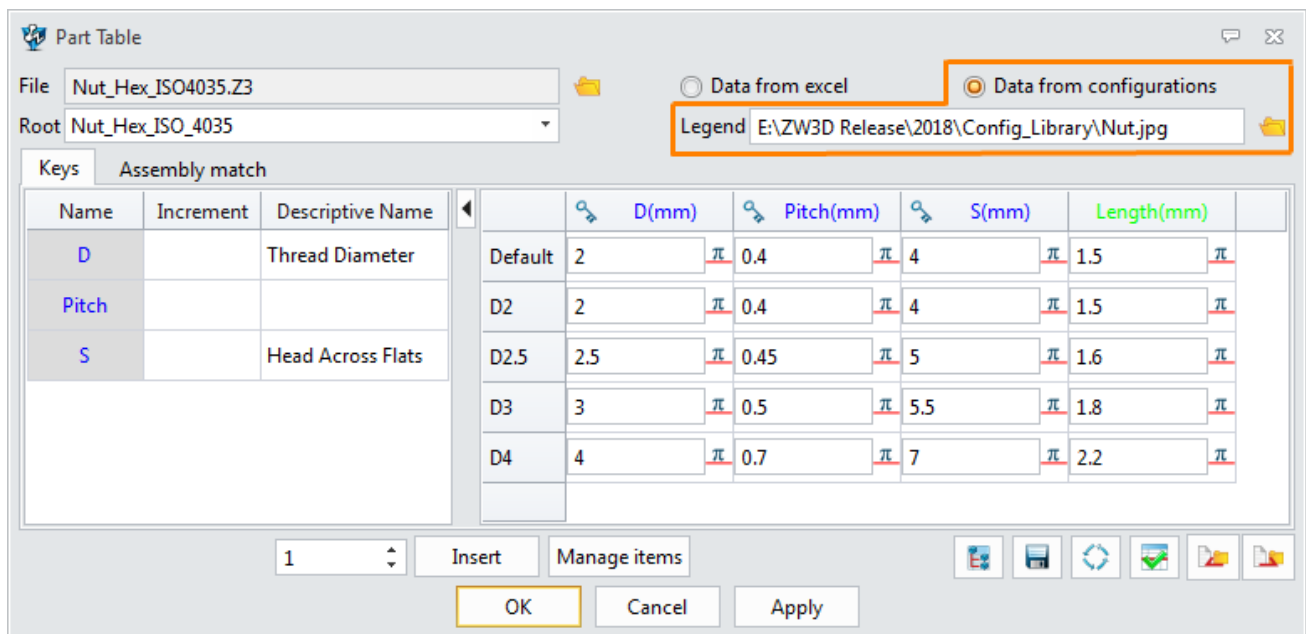 Part Table
File Nut_Hex_ISO4035.Z3 Data from excel Data from configurations
Root Nut_Hex_ISO_4035 Legend E:\ZW3D Release\2018\Config_Library\Nut.jpg
Keys Assembly match
Name Increment Descriptive Name D(mm) Pitch(mm) S(mm) Length(mm)
D Thread Diameter Default 2 π 0.4 π 4 π 1.5 π
Pitch D2 2 π 0.4 π 4 π 1.5 π
S Head Across Flats D2.5 2.5 π 0.45 π 5 π 1.6 π
D3 3 π 0.5 π 5.5 π 1.8 π
D4 4 π 0.7 π 7 π 2.2 π
1 Insert Manage items
OK Cancel Apply